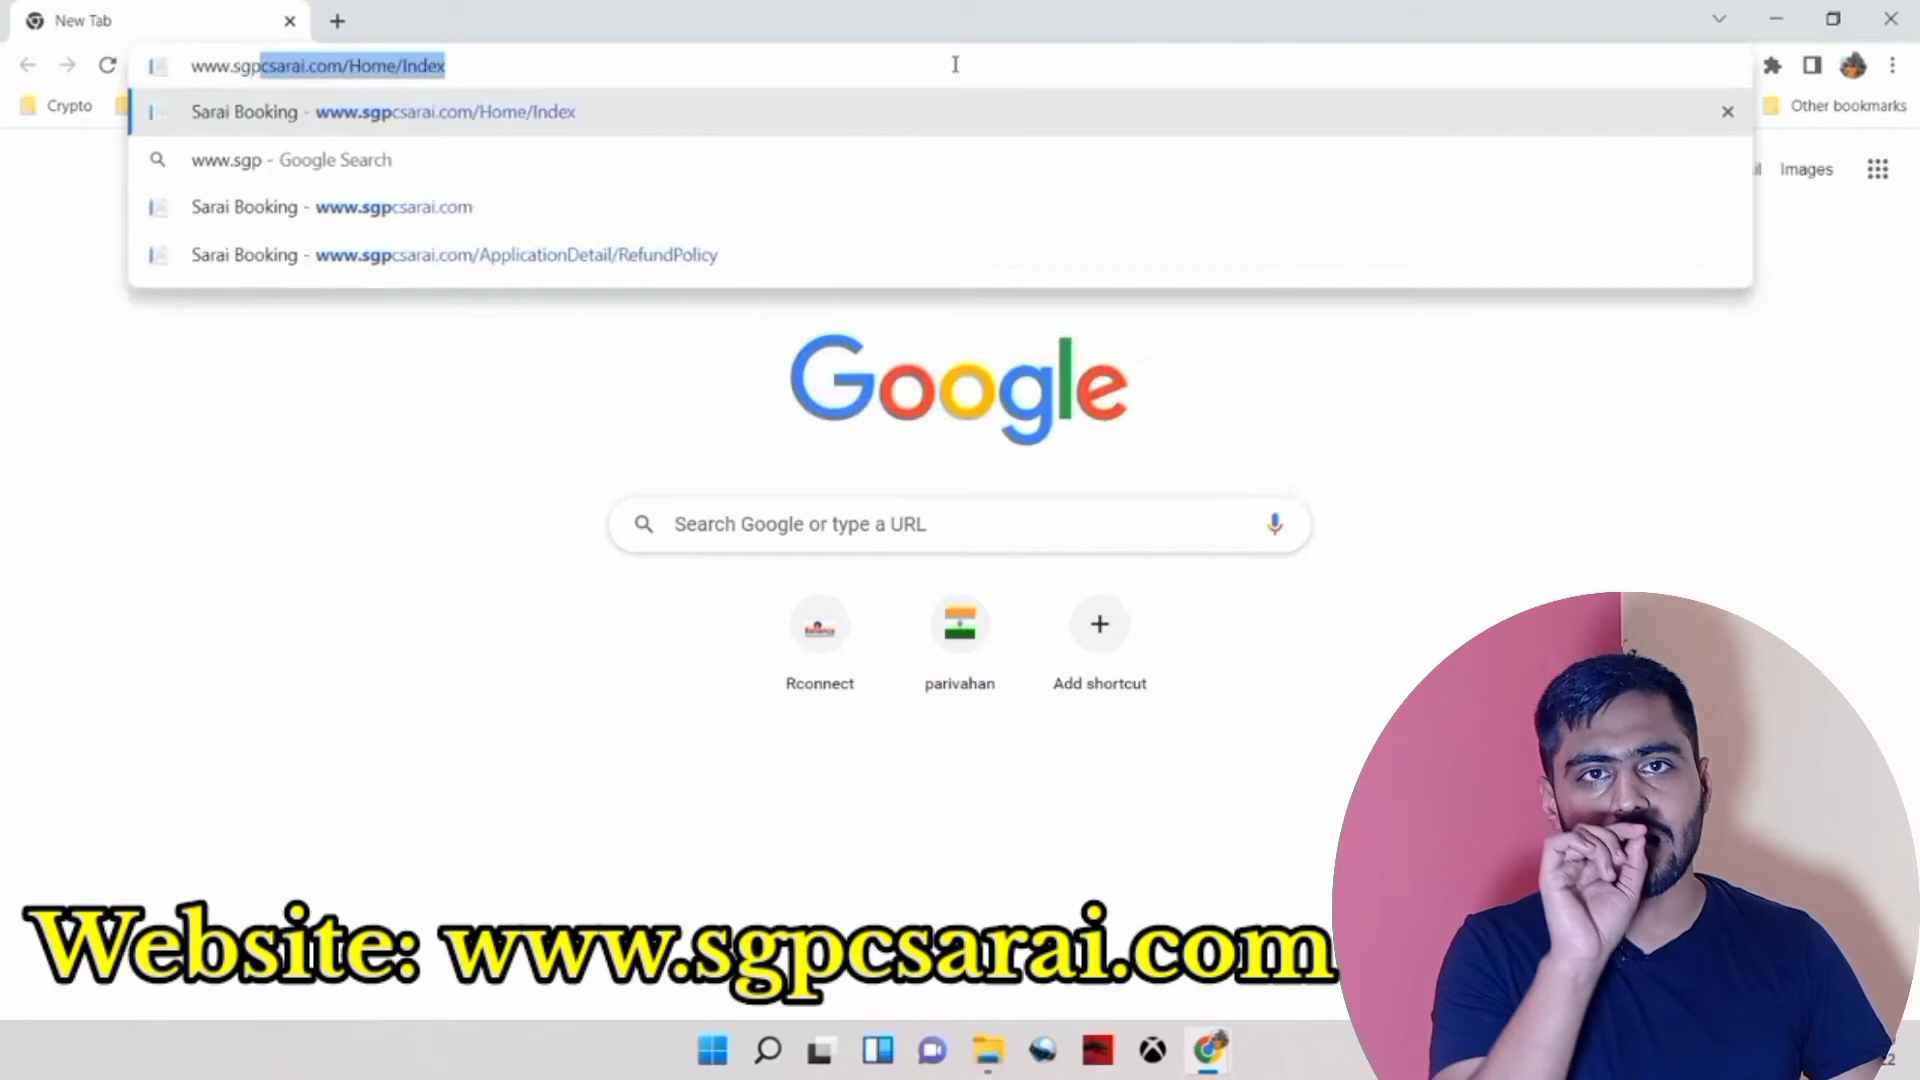 New Tab
www.sgpcsarai.com/Home/Index
Sarai Booking - www.sgpcsarai.com/Home/Index
Crypto
Other bookmarks
www.sgp - Google Search
Images
Sarai Booking - www.sgpcsarai.com
Sarai Booking - www.sgpcsarai.com/ApplicationDetail/RefundPolicy
Google
Search Google or type a URL
Reliance
Rconnect
parivahan
Add shortcut
Website: www.sgpcsarai.com